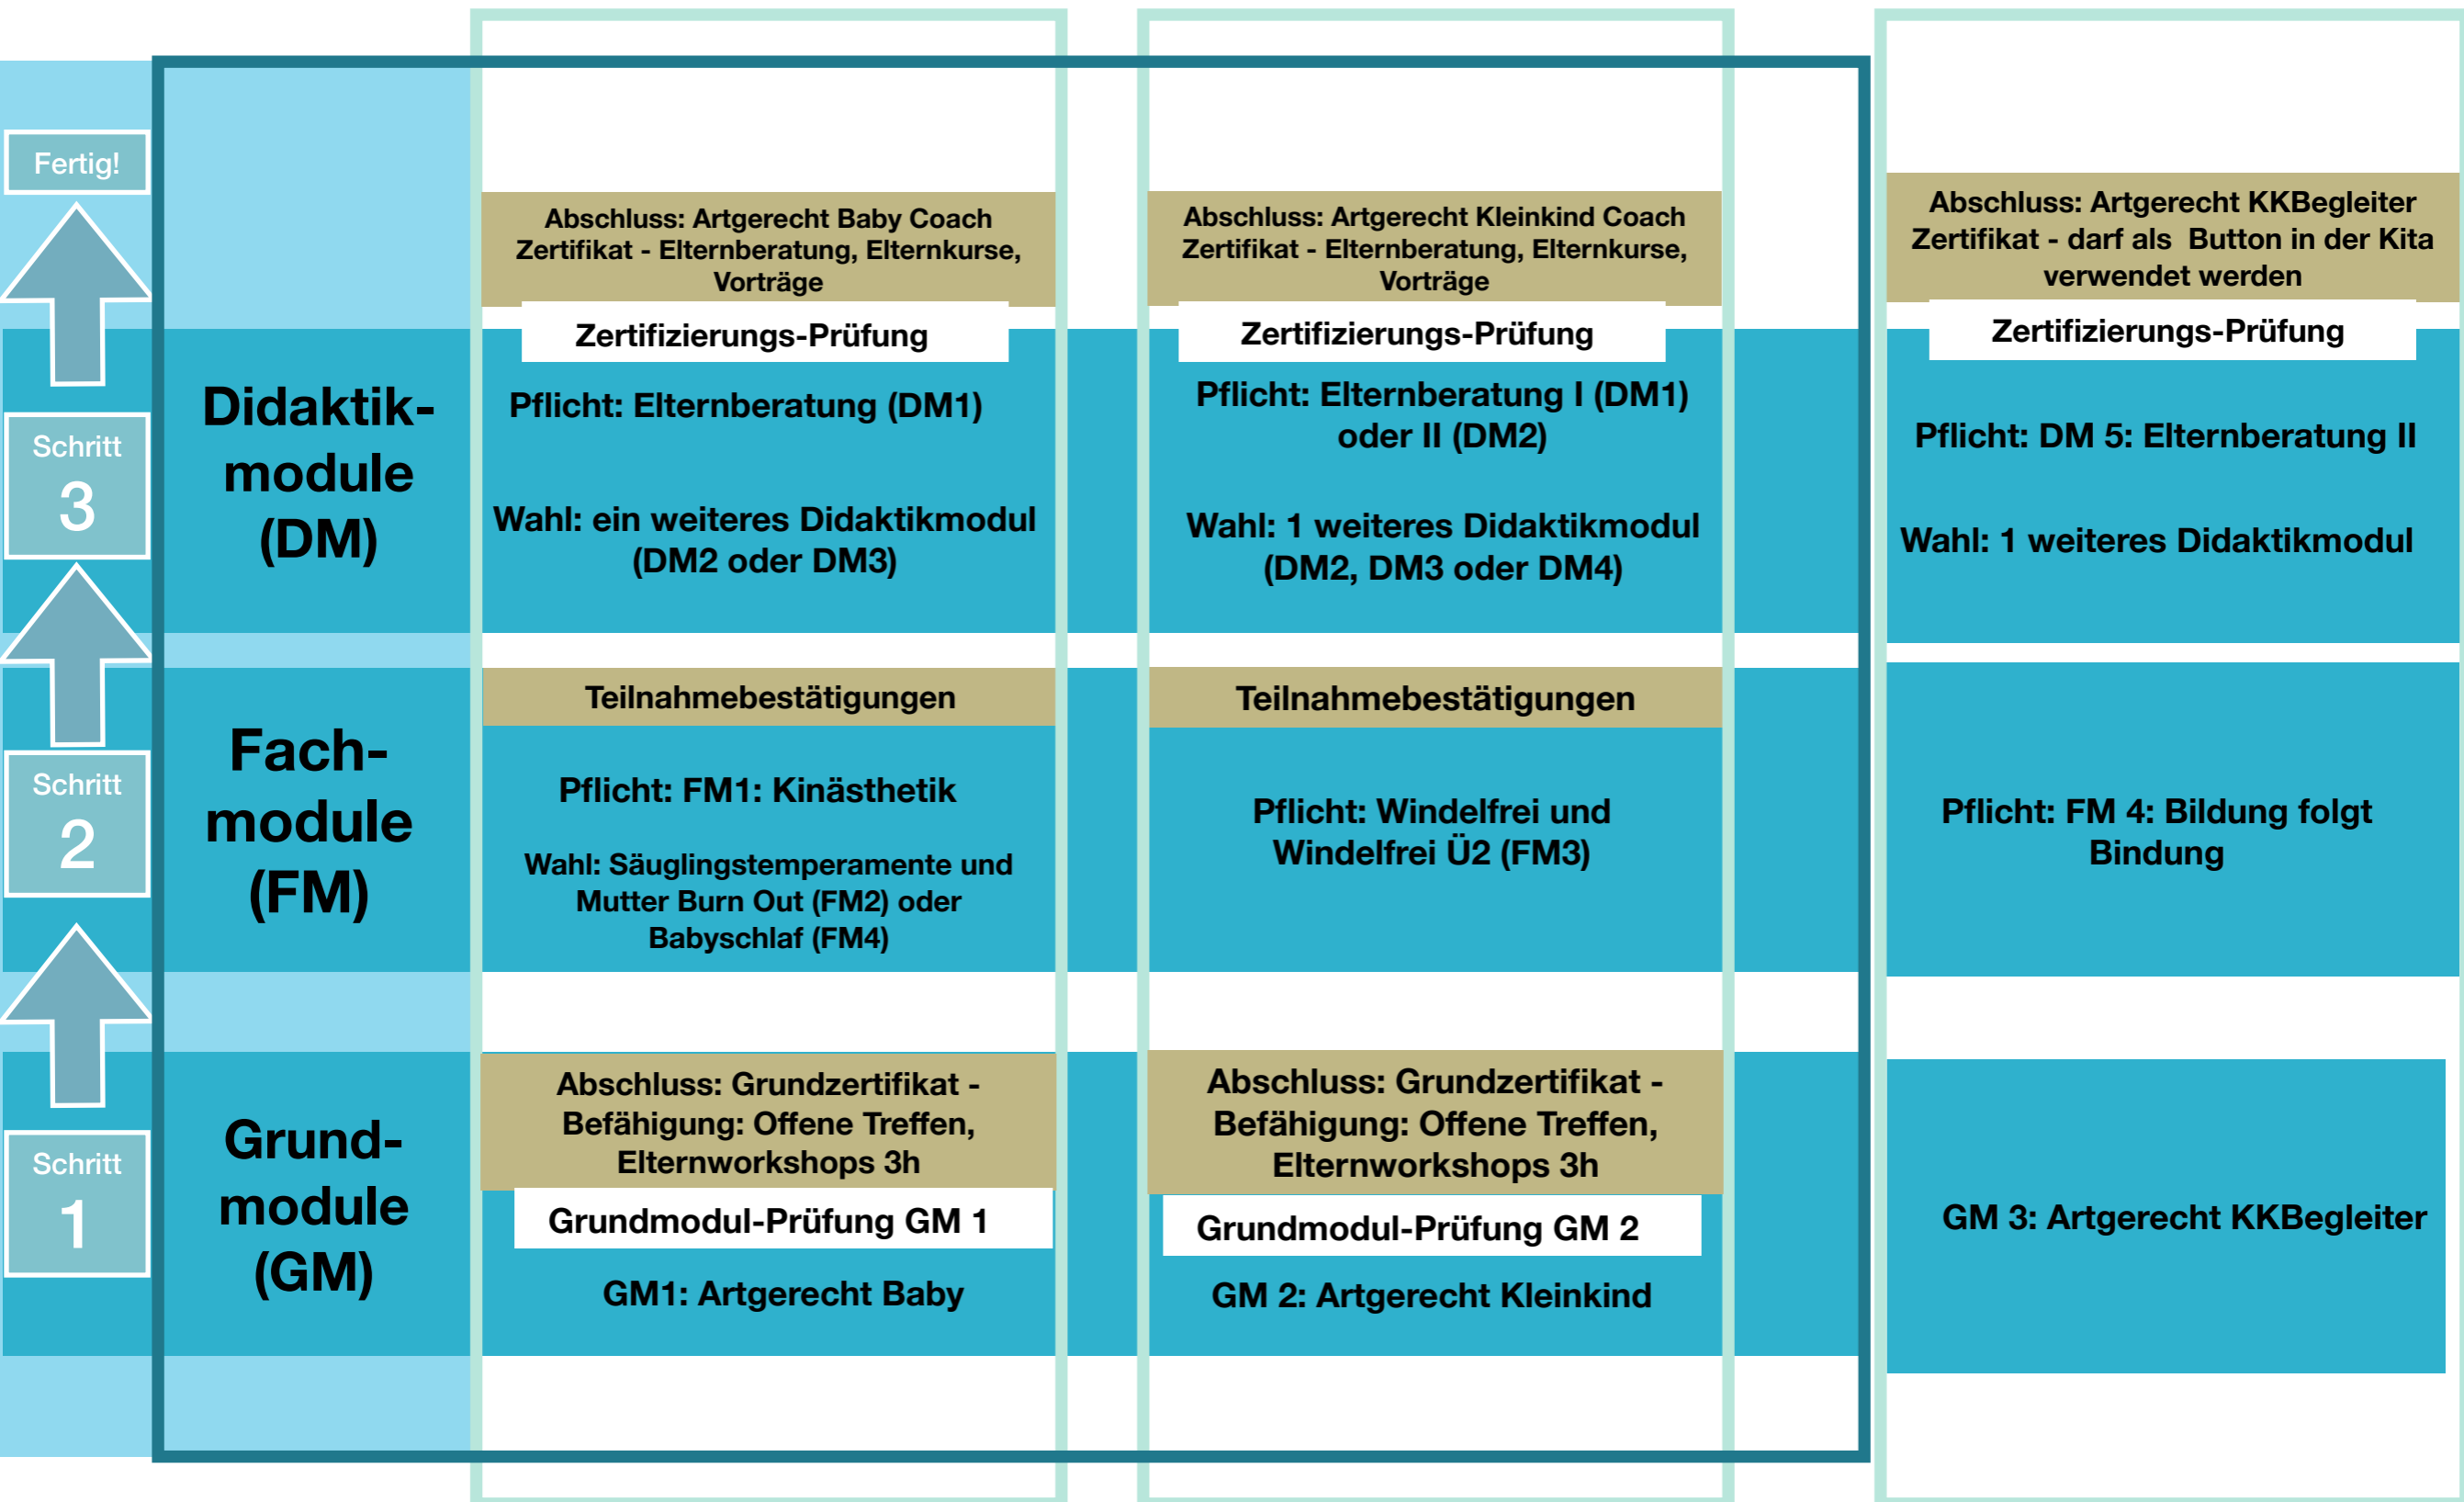 Fertig!
Abschluss: Artgerecht Baby Coach
Zertifikat - Elternberatung, Elternkurse,
Vorträge
Zertifizierungs-Prüfung
Abschluss: Artgerecht Kleinkind Coach
Zertifikat - Elternberatung, Elternkurse,
Vorträge
Zertifizierungs-Prüfung
Abschluss: Artgerecht KKBegleiter
Zertifikat - darf als  Button in der Kita
verwendet werden
Zertifizierungs-Prüfung
Schritt
3
Didaktik-
module
(DM)
Pflicht: Elternberatung (DM1)
Wahl: ein weiteres Didaktikmodul
(DM2 oder DM3)
Pflicht: Elternberatung I (DM1)
oder II (DM2)
Wahl: 1 weiteres Didaktikmodul
(DM2, DM3 oder DM4)
Pflicht: DM 5: Elternberatung II
Wahl: 1 weiteres Didaktikmodul
Schritt
2
Fach-
module
(FM)
Teilnahmebestätigungen
Pflicht: FM1: Kinästhetik
Wahl: Säuglingstemperamente und
Mutter Burn Out (FM2) oder
Babyschlaf (FM4)
Teilnahmebestätigungen
Pflicht: Windelfrei und
Windelfrei Ü2 (FM3)
Pflicht: FM 4: Bildung folgt
Bindung
Schritt
1
Grund-
module
(GM)
Abschluss: Grundzertifikat -
Befähigung: Offene Treffen,
Elternworkshops 3h
Grundmodul-Prüfung GM 1
GM1: Artgerecht Baby
Abschluss: Grundzertifikat -
Befähigung: Offene Treffen,
Elternworkshops 3h
Grundmodul-Prüfung GM 2
GM 2: Artgerecht Kleinkind
GM 3: Artgerecht KKBegleiter